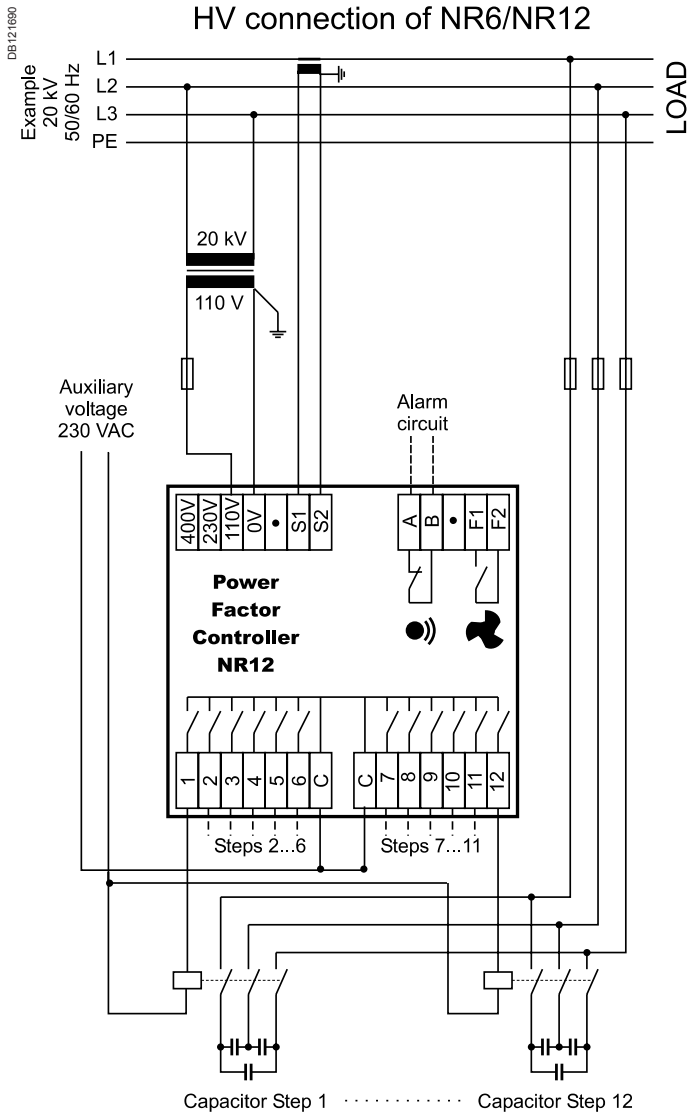 HV connection of NR6/NR12
DB121690
Example
20 kV
50/60 Hz
L1
L2
L3
PE
LOAD
20 kV
110 V
Auxiliary
voltage
230 VAC
Alarm
circuit
400V 230V 110V 0V • S1 S2
A B • F1 F2
Power
Factor
Controller
NR12
1 2 3 4 5 6 C
C 7 8 9 10 11 12
Steps 2...6
Steps 7...11
Capacitor Step 1 ............ Capacitor Step 12